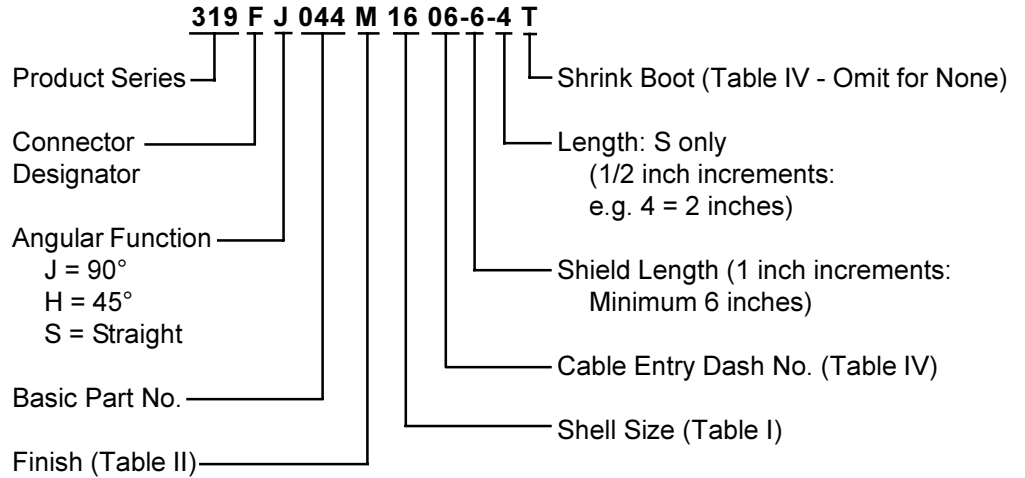 319 F J 044 M 16 06-6-4 T
Product Series
Connector
Designator
Angular Function
J = 90°
H = 45°
S = Straight
Basic Part No.
Finish (Table II)
Shrink Boot (Table IV - Omit for None)
Length: S only
(1/2 inch increments:
e.g. 4 = 2 inches)
Shield Length (1 inch increments:
Minimum 6 inches)
Cable Entry Dash No. (Table IV)
Shell Size (Table I)